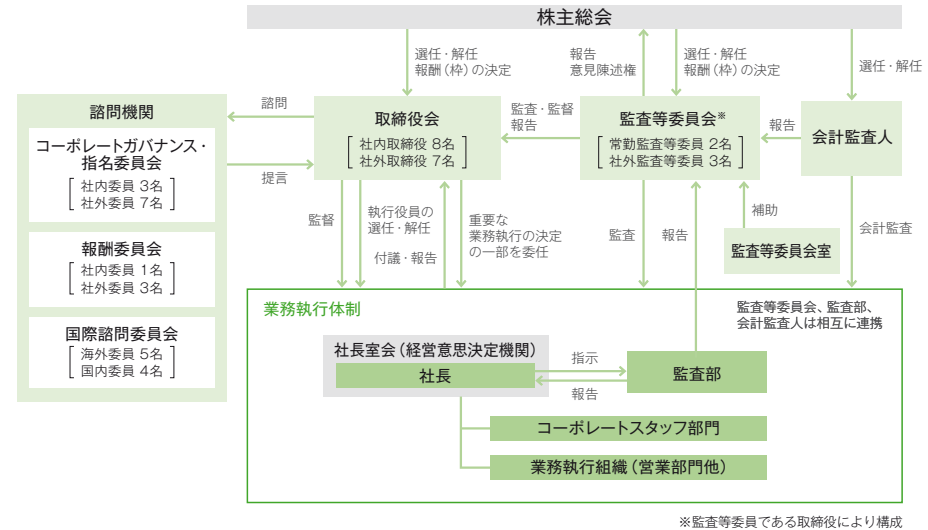 株主総会
選任・解任
報酬(枠)の決定
報告
意見陳述権
選任・解任
報酬(枠)の決定
選任・解任
諮問機関
コーポレートガバナンス・
指名委員会
社内委員 3名
社外委員 7名
報酬委員会
社内委員 1名
社外委員 3名
国際諮問委員会
海外委員 5名
国内委員 4名
諮問
提言
取締役会
社内取締役 8名
社外取締役 7名
監査・監督
報告
監査等委員会※
常勤監査等委員 2名
社外監査等委員 3名
報告
会計監査人
監督
執行役員の
選任・解任
付議・報告
重要な
業務執行の決定
の一部を委任
監査
報告
補助
監査等委員会室
会計監査
業務執行体制
監査等委員会、監査部、
会計監査人は相互に連携
社長室会(経営意思決定機関)
社長
指示
報告
監査部
コーポレートスタッフ部門
業務執行組織(営業部門他)
※監査等委員である取締役により構成